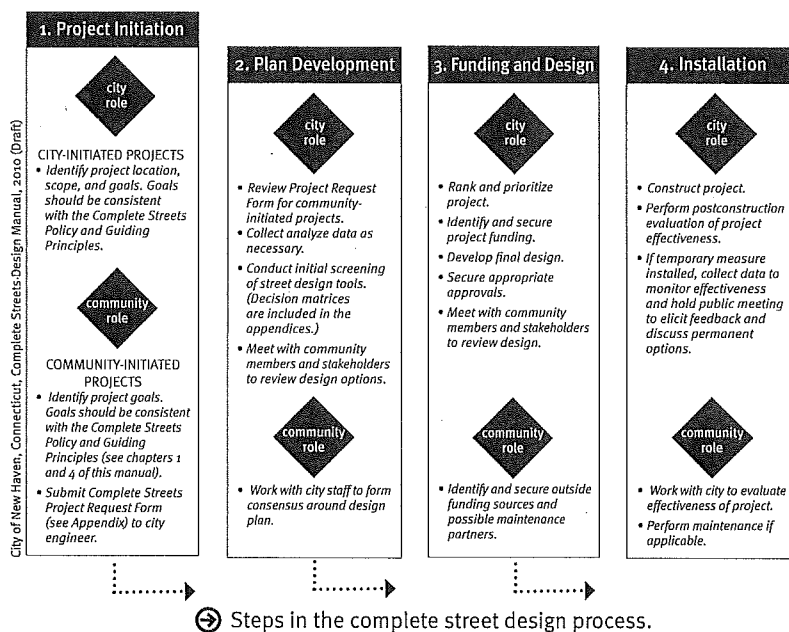 City of New Haven, Connecticut, Complete Streets Design Manual, 2010 (Draft)
1. Project Initiation
city
role
CITY-INITIATED PROJECTS
• Identify project location,
scope, and goals. Goals
should be consistent
with the Complete Streets
Policy and Guiding
Principles.
community
role
COMMUNITY-INITIATED
PROJECTS
• Identify project goals.
Goals should be consistent
with the Complete Streets
Policy and Guiding
Principles (see chapters 1
and 4 of this manual).
• Submit Complete Streets
Project Request Form
(see Appendix) to city
engineer.
2. Plan Development
city
role
• Review Project Request
Form for community-
initiated projects.
• Collect analyze data as
necessary.
• Conduct initial screening
of street design tools.
(Decision matrices
are included in the
appendices.)
• Meet with community
members and stakeholders
to review design options.
community
role
• Work with city staff to form
consensus around design
plan.
3. Funding and Design
city
role
• Rank and prioritize
project.
• Identify and secure
project funding.
• Develop final design.
• Secure appropriate
approvals.
• Meet with community
members and stakeholders
to review design.
community
role
• Identify and secure outside
funding sources and
possible maintenance
partners.
4. Installation
city
role
• Construct project.
• Perform postconstruction
evaluation of project
effectiveness.
• If temporary measure
installed, collect data to
monitor effectiveness
and hold public meeting
to elicit feedback and
discuss permanent
options.
community
role
• Work with city to evaluate
effectiveness of project.
• Perform maintenance if
applicable.
Steps in the complete street design process.